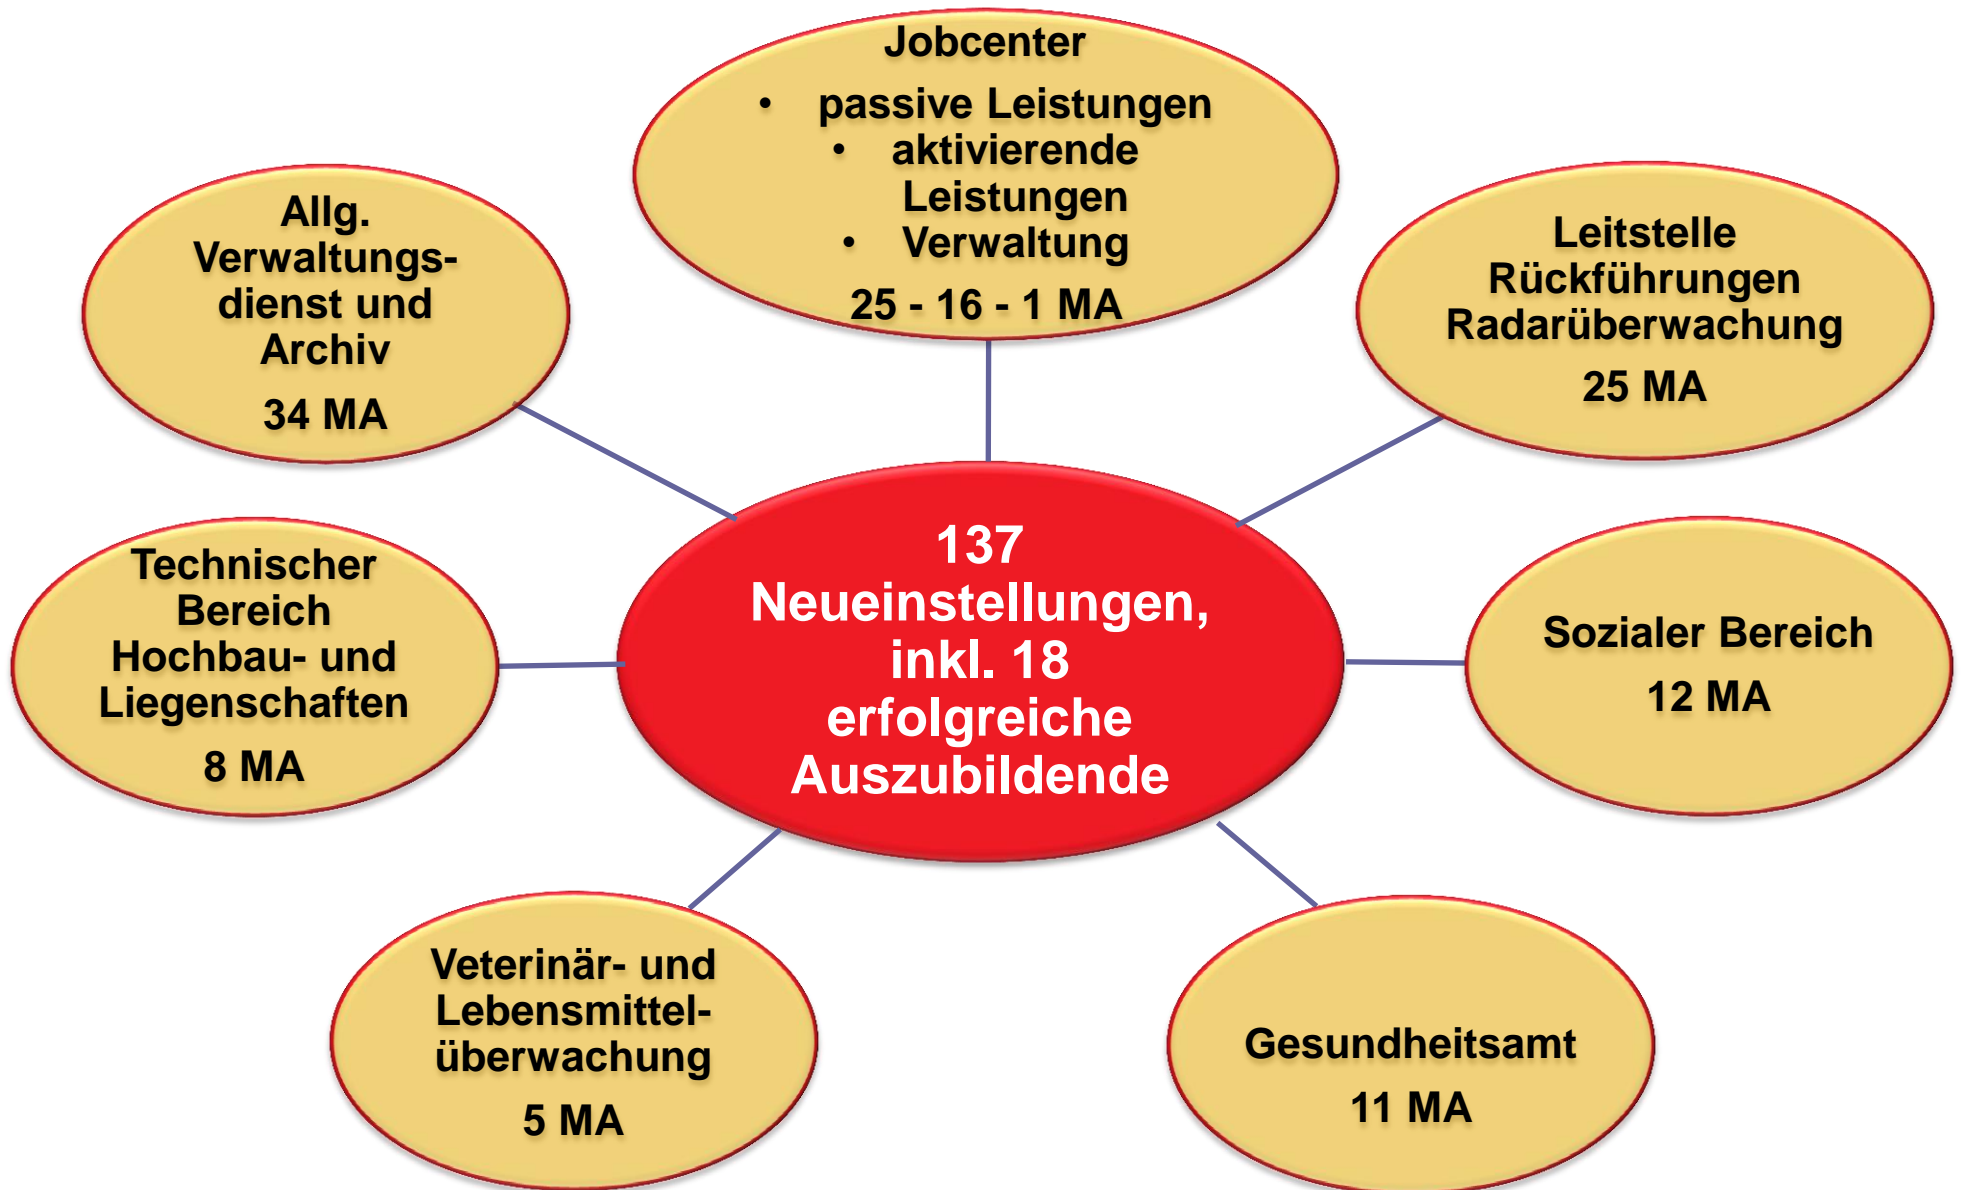 Jobcenter
• passive Leistungen
• aktivierende
Leistungen
• Verwaltung
25 - 16 - 1 MA
Allg.
Verwaltungs-
dienst und
Archiv
34 MA
Leitstelle
Rückführungen
Radarüberwachung
25 MA
137
Neueinstellungen,
inkl. 18
erfolgreiche
Auszubildende
Technischer
Bereich
Hochbau- und
Liegenschaften
8 MA
Sozialer Bereich
12 MA
Veterinär- und
Lebensmittel-
überwachung
5 MA
Gesundheitsamt
11 MA